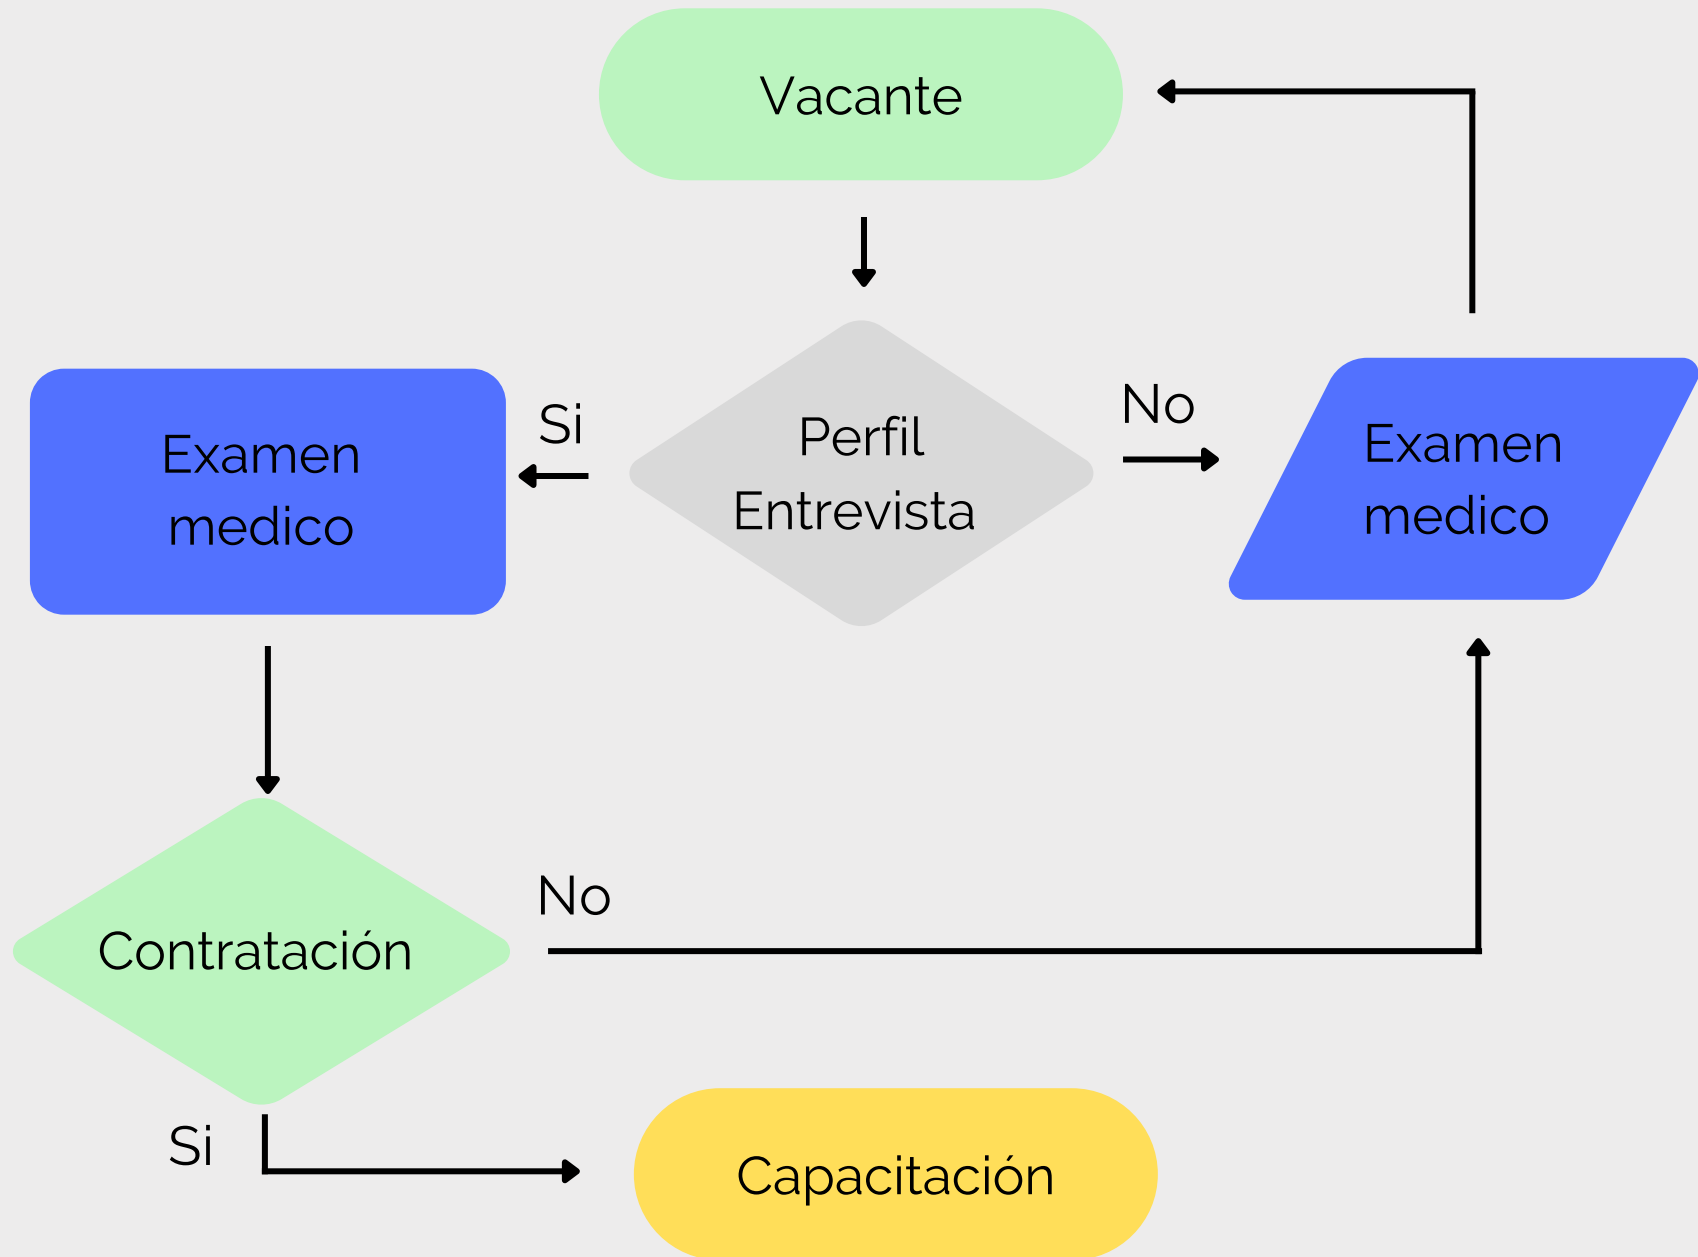 Vacante
Si
Perfil
Entrevista
No
Examen
medico
Examen
medico
Contratación
No
Si
Capacitación